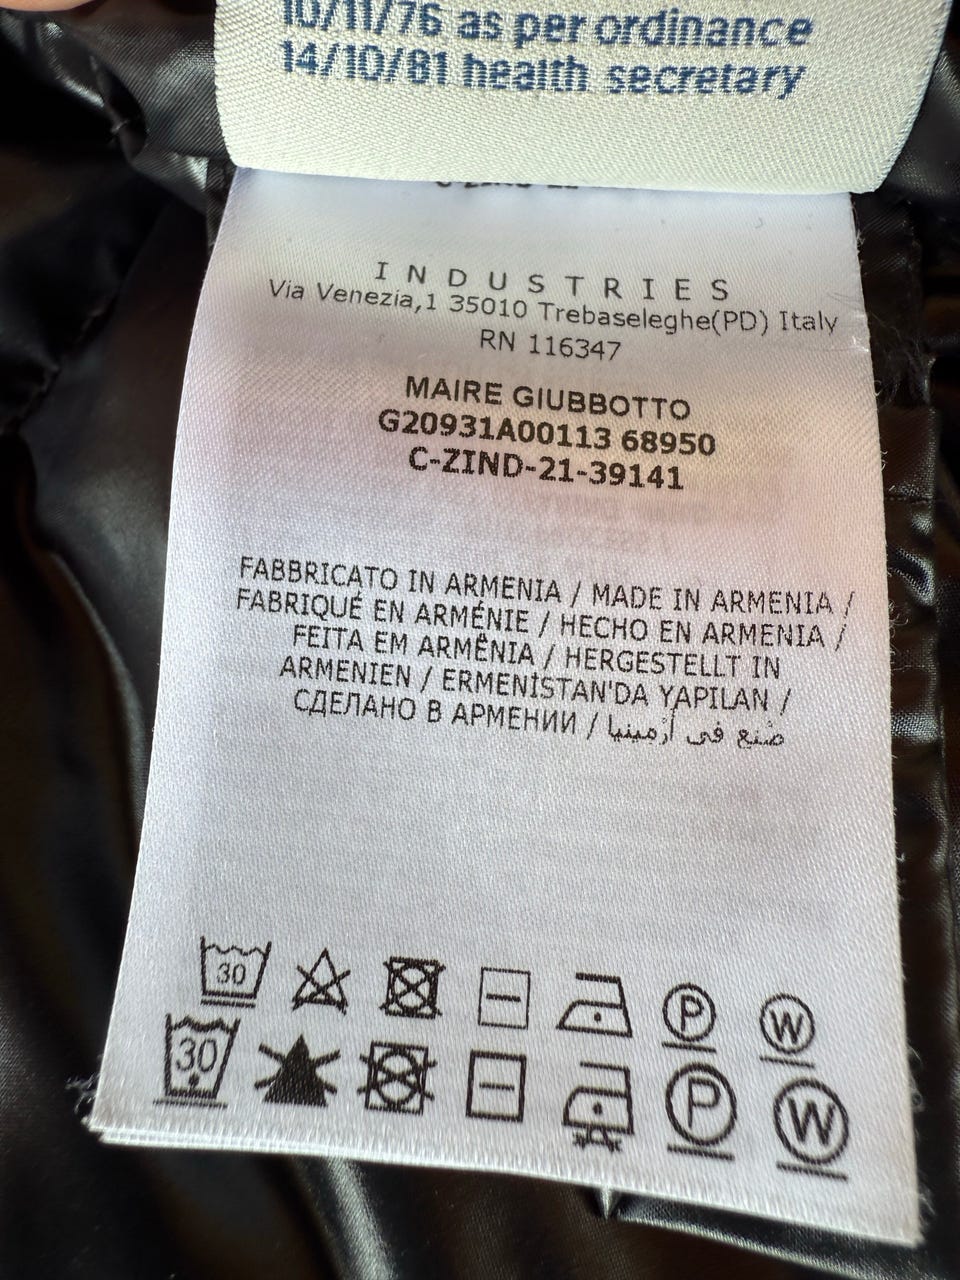 10/11/76 as per ordinance
14/10/81 health secretary
INDUSTRIES
Via Venezia,1 35010 Trebaseleghe(PD) Italy
RN 116347
MAIRE GIUBBOTTO
G20931A00113 68950
C-ZIND-21-39141
FABBRICATO IN ARMENIA / MADE IN ARMENIA /
FABRIQUÉ EN ARMÉNIE / HECHO EN ARMENIA /
FEITA EM ARMÊNIA / HERGESTELLT IN
ARMENIEN / ERMENİSTAN'DA YAPILAN /
СДЕЛАНО В АРМЕНИИ / صُنع في أرمينيا
30 P W
30 P W